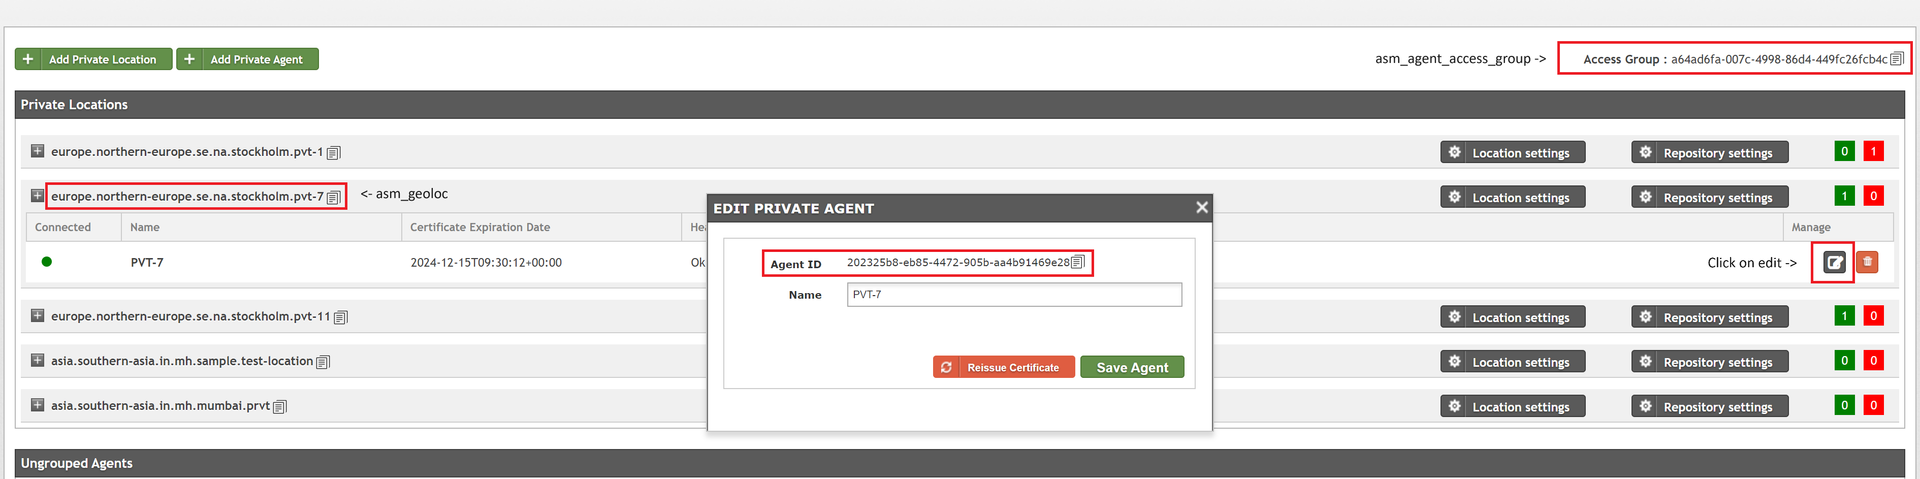 Add Private Location Add Private Agent asm_agent_access_group -> Access Group : a64ad6fa-007c-4998-86d4-449fc26fcb4c
Private Locations
europe.northern-europe.se.na.stockholm.pvt-1 Location settings Repository settings 0 1
europe.northern-europe.se.na.stockholm.pvt-7 <- asm_geoloc Location settings Repository settings 1 0
EDIT PRIVATE AGENT
Connected Name Certificate Expiration Date Hea Manage
PVT-7 2024-12-15T09:30:12+00:00 Ok Click on edit ->
Agent ID 202325b8-eb85-4472-905b-aa4b91469e28
Name PVT-7
europe.northern-europe.se.na.stockholm.pvt-11 Location settings Repository settings 1 0
asia.southern-asia.in.mh.sample.test-location Location settings Repository settings 0 0
Reissue Certificate Save Agent
asia.southern-asia.in.mh.mumbai.prvt Location settings Repository settings 0 0
Ungrouped Agents